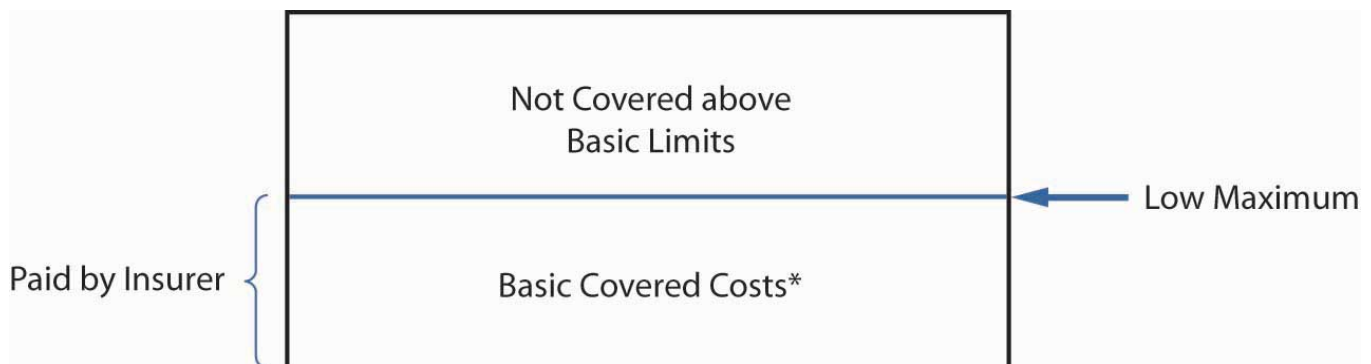 Not Covered above
Basic Limits
Low Maximum
Paid by Insurer
Basic Covered Costs*